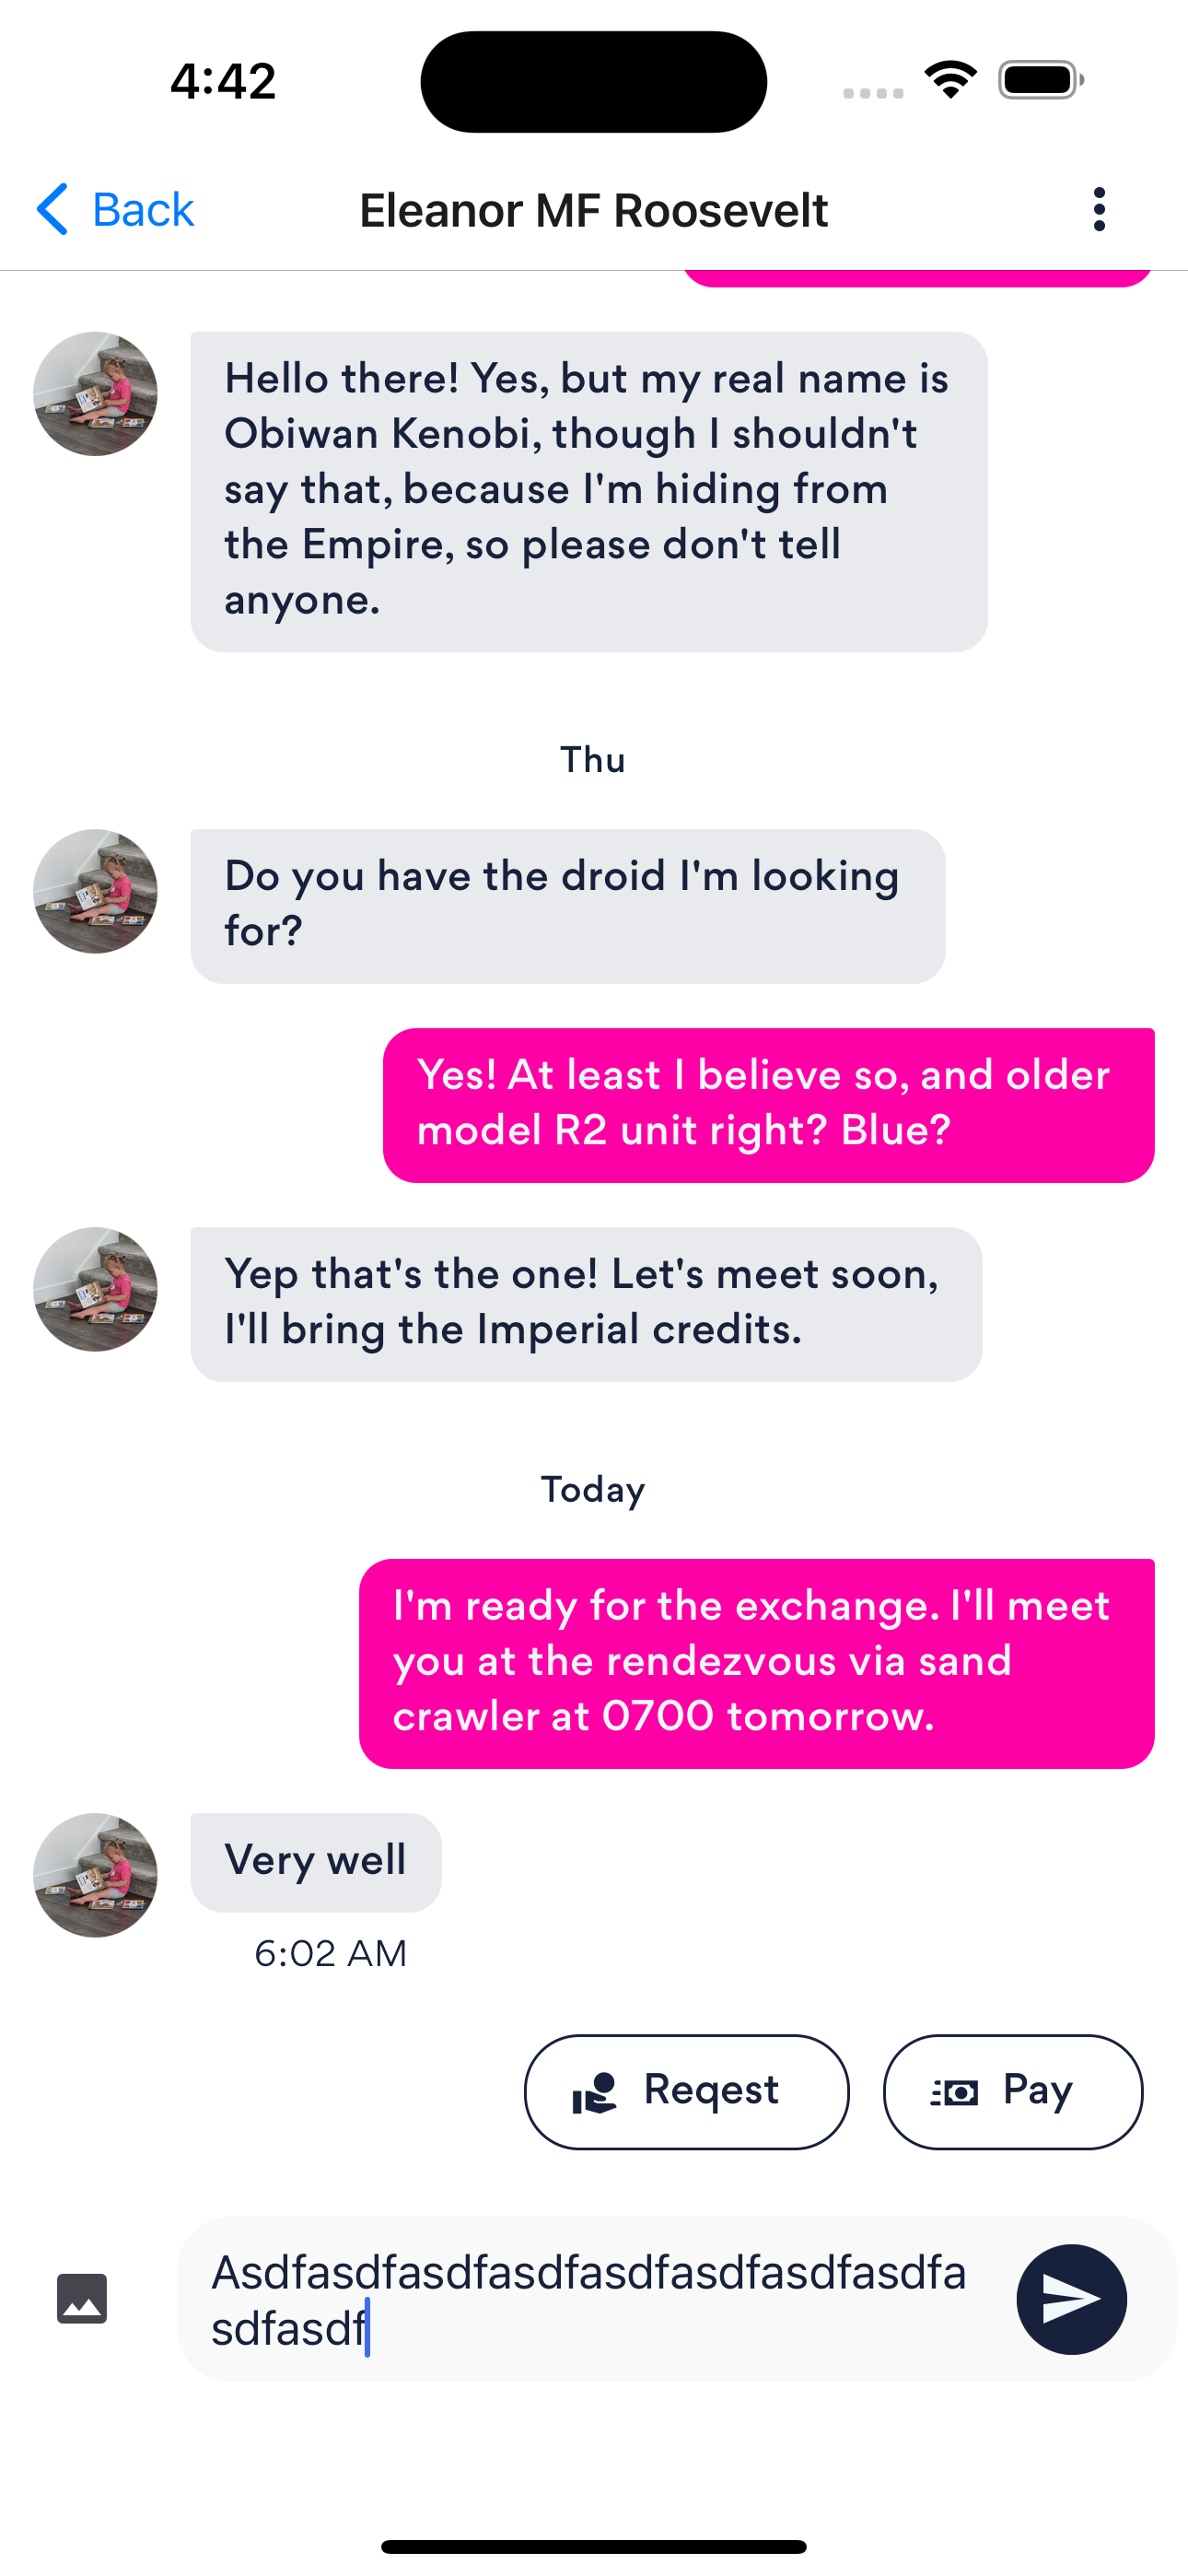 4:42
Back
Eleanor MF Roosevelt
Hello there! Yes, but my real name is
Obiwan Kenobi, though I shouldn't
say that, because I'm hiding from
the Empire, so please don't tell
anyone.
Thu
Do you have the droid I'm looking
for?
Yes! At least I believe so, and older
model R2 unit right? Blue?
Yep that's the one! Let's meet soon,
I'll bring the Imperial credits.
Today
I'm ready for the exchange. I'll meet
you at the rendezvous via sand
crawler at 0700 tomorrow.
Very well
6:02 AM
Reqest
Pay
Asdfasdfasdfasdfasdfasdfasdfasdfasdfa
sdfasdf